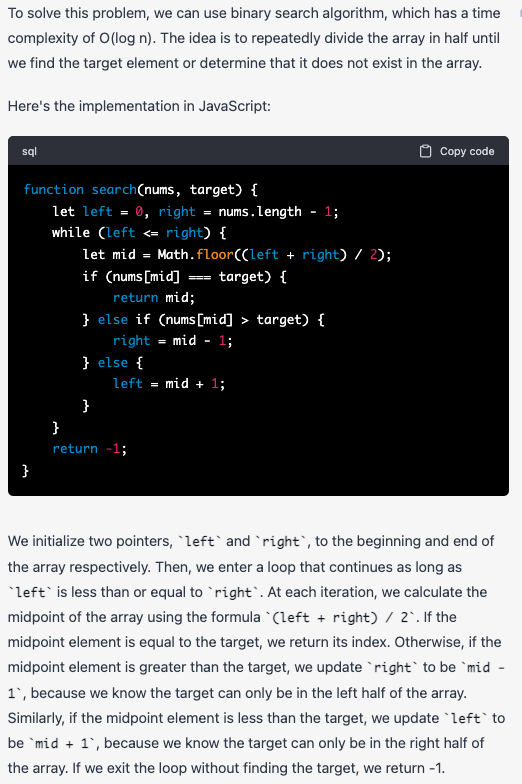 To solve this problem, we can use binary search algorithm, which has a time
complexity of O(log n). The idea is to repeatedly divide the array in half until
we find the target element or determine that it does not exist in the array.
Here's the implementation in JavaScript:
sql
Copy code
function search(nums, target) {
    let left = 0, right = nums.length - 1;
    while (left <= right) {
        let mid = Math.floor((left + right) / 2);
        if (nums[mid] === target) {
            return mid;
        } else if (nums[mid] > target) {
            right = mid - 1;
        } else {
            left = mid + 1;
        }
    }
    return -1;
}
We initialize two pointers, `left` and `right`, to the beginning and end of
the array respectively. Then, we enter a loop that continues as long as
`left` is less than or equal to `right`. At each iteration, we calculate the
midpoint of the array using the formula `(left + right) / 2`. If the
midpoint element is equal to the target, we return its index. Otherwise, if the
midpoint element is greater than the target, we update `right` to be `mid -
1`, because we know the target can only be in the left half of the array.
Similarly, if the midpoint element is less than the target, we update `left` to
be `mid + 1`, because we know the target can only be in the right half of
the array. If we exit the loop without finding the target, we return -1.